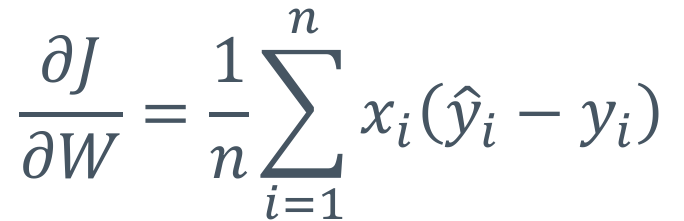 ∂J/∂W = 1/n ∑_{i=1}^{n} x_i(ŷ_i − y_i)